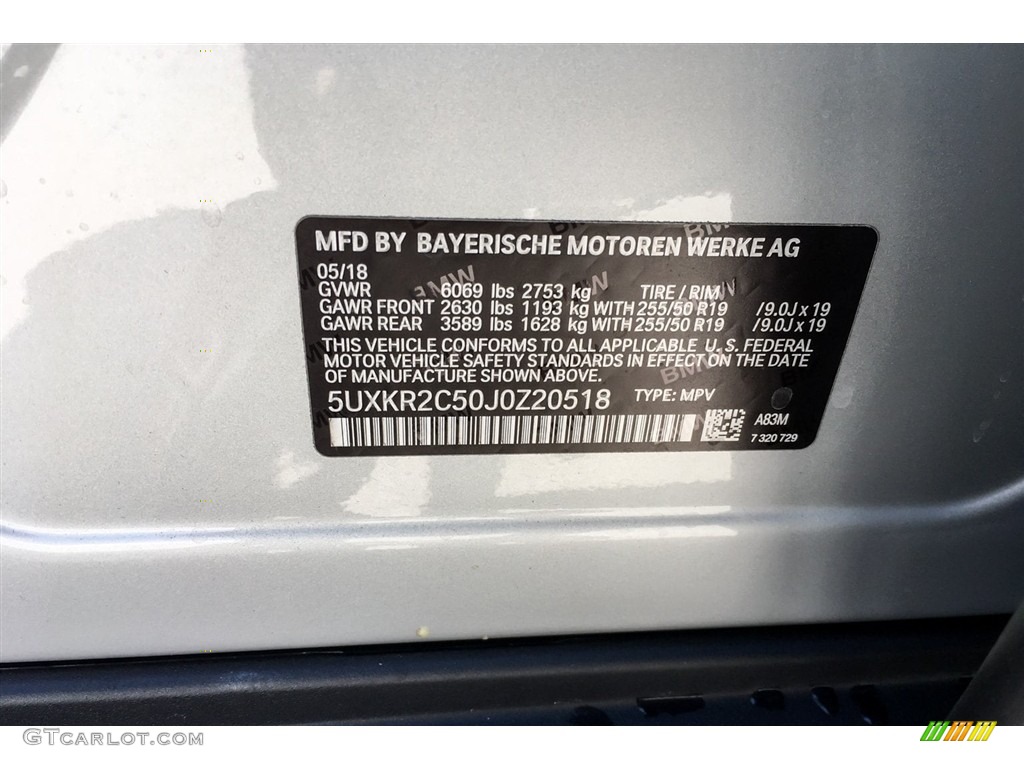 MFD BY BAYERISCHE MOTOREN WERKE AG
05/18
GVWR 6069 lbs 2753 kg TIRE / RIM
GAWR FRONT 2630 lbs 1193 kg WITH 255/50 R19 /9.0J x 19
GAWR REAR 3589 lbs 1628 kg WITH 255/50 R19 /9.0J x 19
THIS VEHICLE CONFORMS TO ALL APPLICABLE U. S. FEDERAL
MOTOR VEHICLE SAFETY STANDARDS IN EFFECT ON THE DATE
OF MANUFACTURE SHOWN ABOVE.
5UXKR2C50J0Z20518 TYPE: MPV
A83M
7 320 729
GTCarlot.com